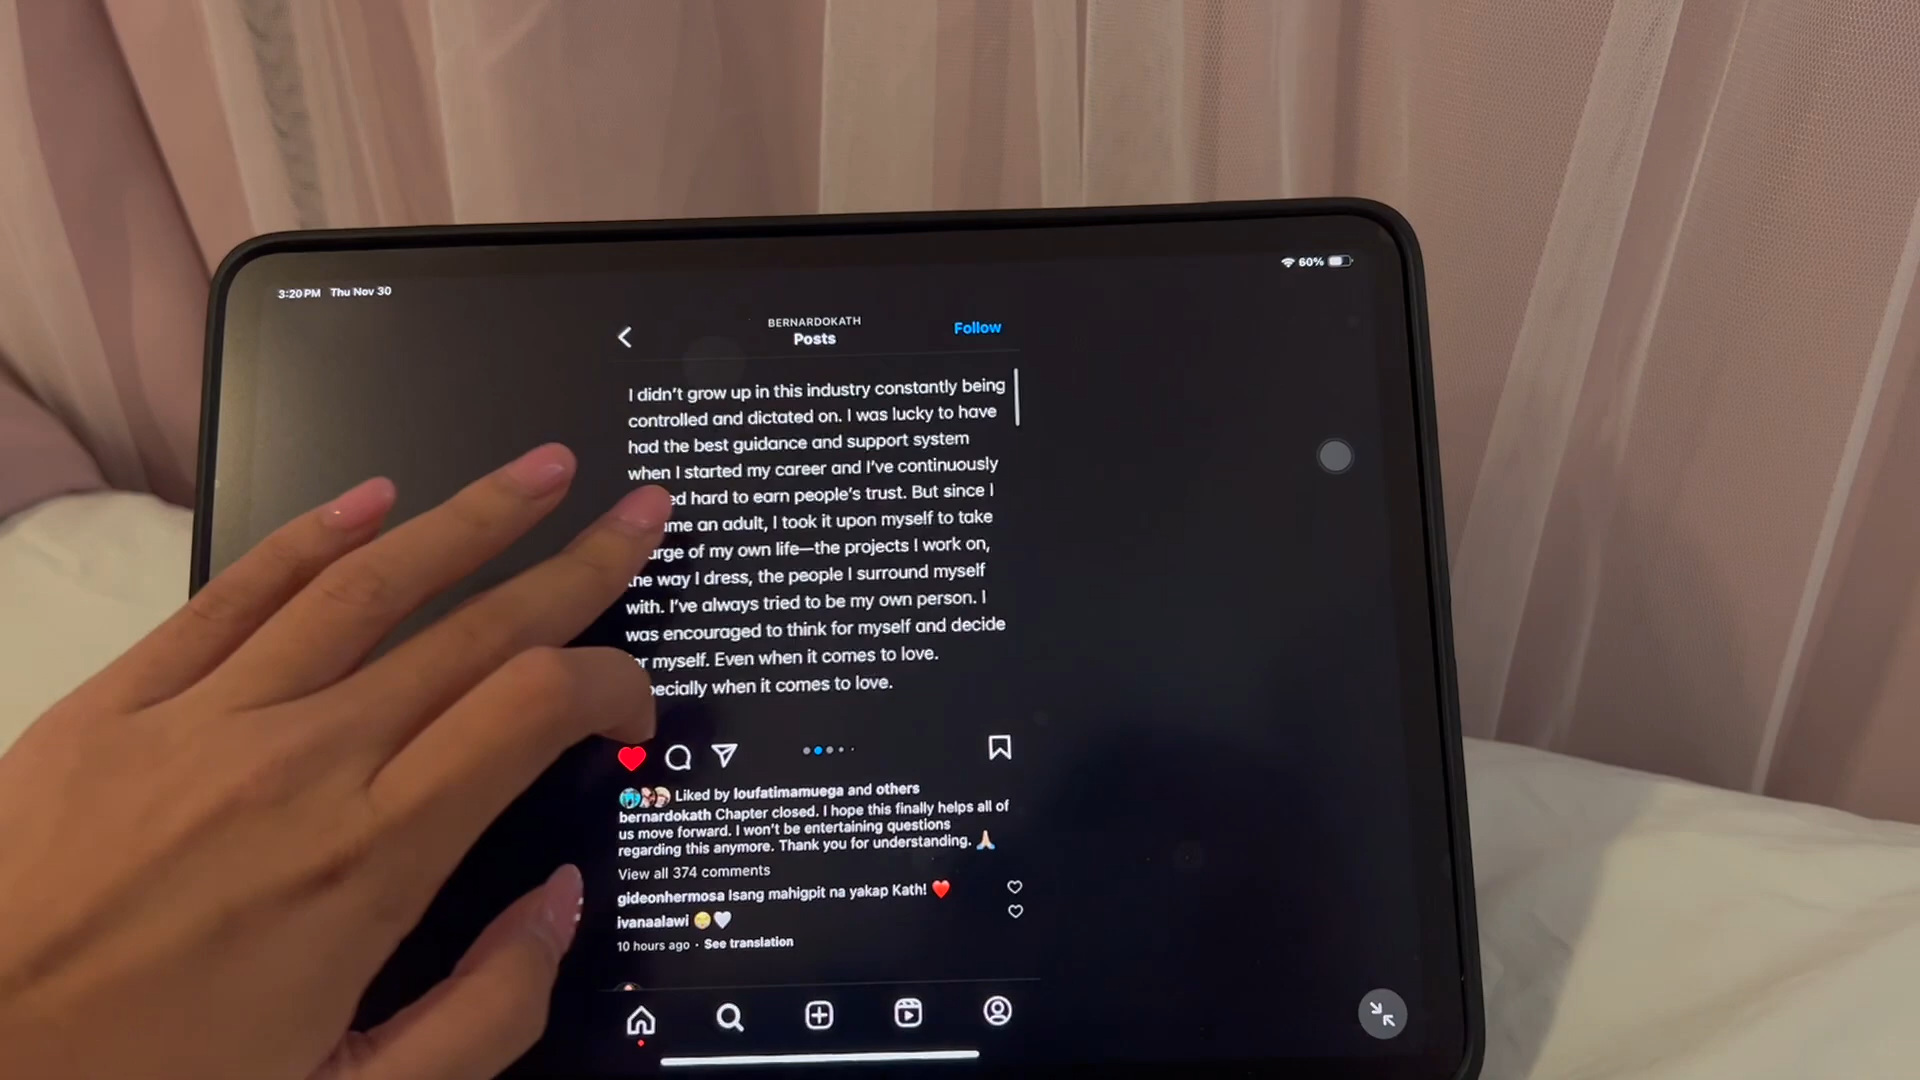 3:20 PM Thu Nov 30
60%
BERNARDOKATH
Posts
Follow
I didn't grow up in this industry constantly being
controlled and dictated on. I was lucky to have
had the best guidance and support system
when I started my career and I've continuously
hard to earn people's trust. But since I
an adult, I took it upon myself to take
of my own life—the projects I work on,
the way I dress, the people I surround myself
with. I've always tried to be my own person. I
was encouraged to think for myself and decide
myself. Even when it comes to love.
when it comes to love.
Liked by loufatimamuega and others
bernardokath Chapter closed. I hope this finally helps all of
us move forward. I won't be entertaining questions
regarding this anymore. Thank you for understanding. 🙏🏻
View all 374 comments
gideonhermosa Isang mahigpit na yakap Kath! ❤️
ivanaalawi 🥹🤍
10 hours ago · See translation